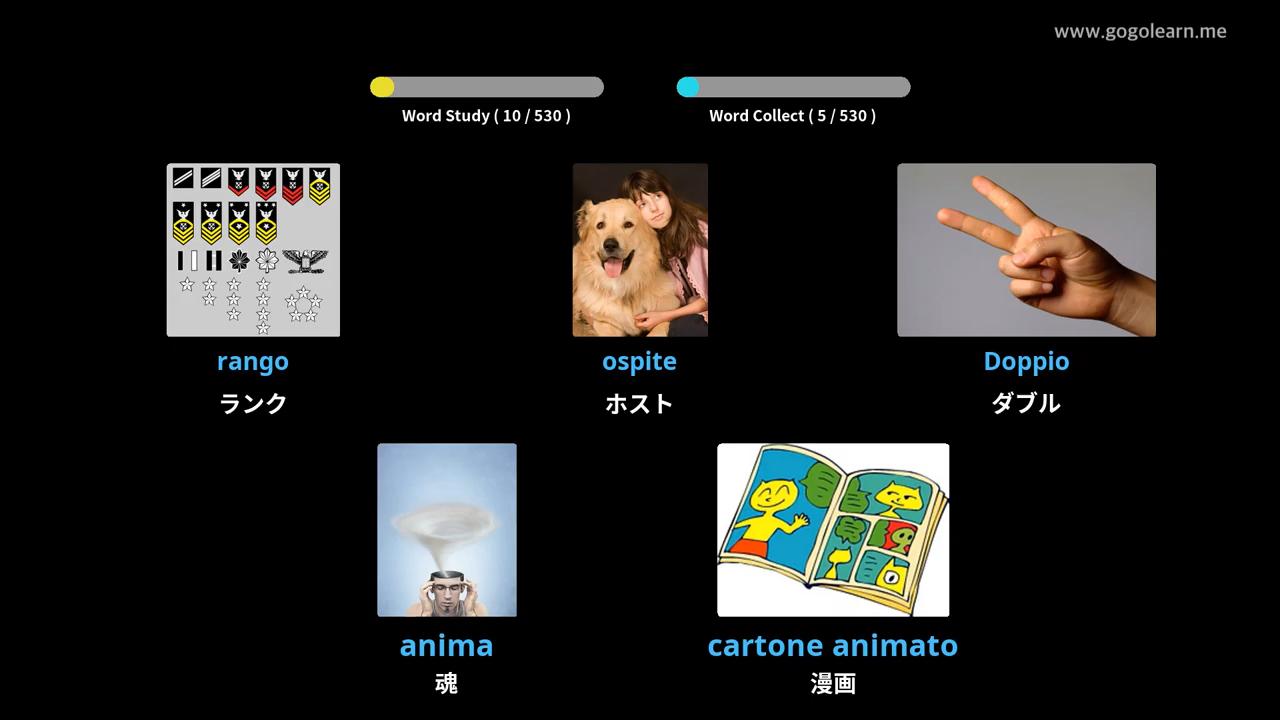 www.gogolearn.me
Word Study ( 10 / 530 )
Word Collect ( 5 / 530 )
rango
ランク
ospite
ホスト
Doppio
ダブル
anima
魂
cartone animato
漫画